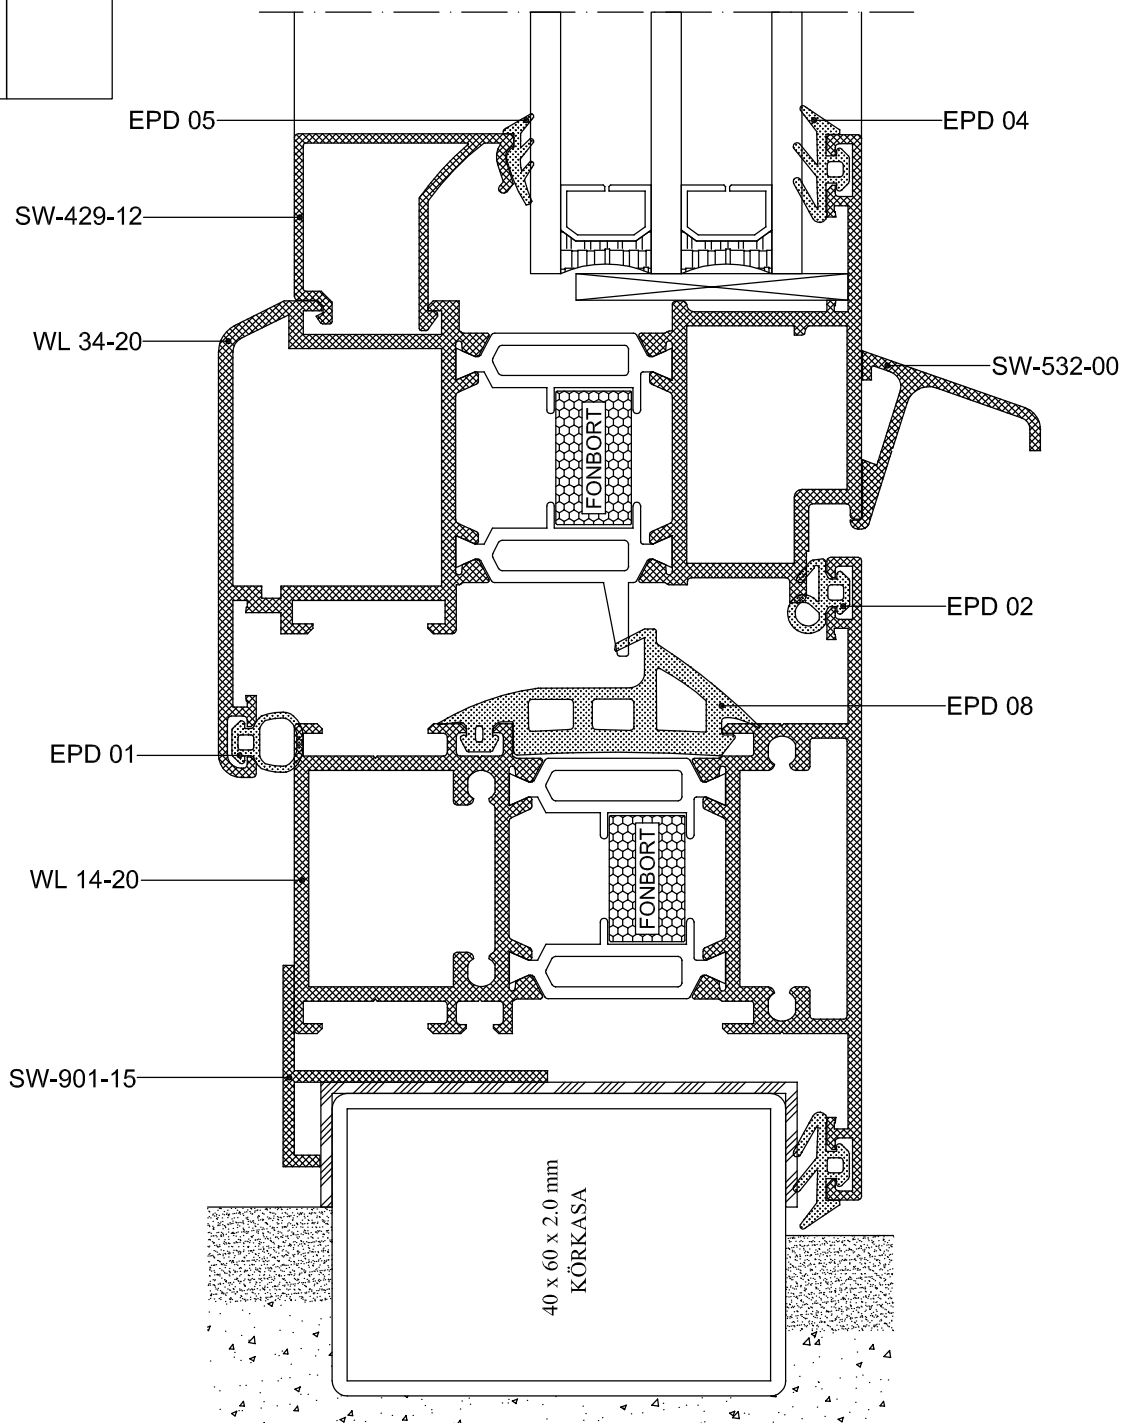 EPD 05
EPD 04
SW-429-12
WL 34-20
SW-532-00
FONBORT
EPD 02
EPD 08
EPD 01
FONBORT
WL 14-20
SW-901-15
40 x 60 x 2.0 mm
KÖRKASA